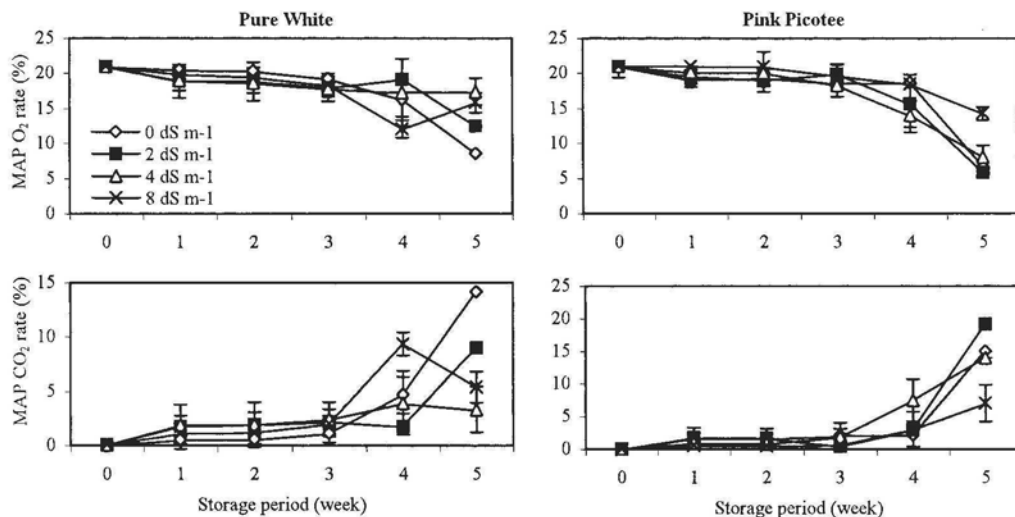 Pure White
Pink Picotee
MAP O2 rate (%)
25
20
15
10
5
0
0 dS m-1
2 dS m-1
4 dS m-1
8 dS m-1
0 1 2 3 4 5
25
20
15
10
5
0
0 1 2 3 4 5
MAP CO2 rate (%)
15
10
5
0
0 1 2 3 4 5
Storage period (week)
25
20
15
10
5
0
0 1 2 3 4 5
Storage period (week)